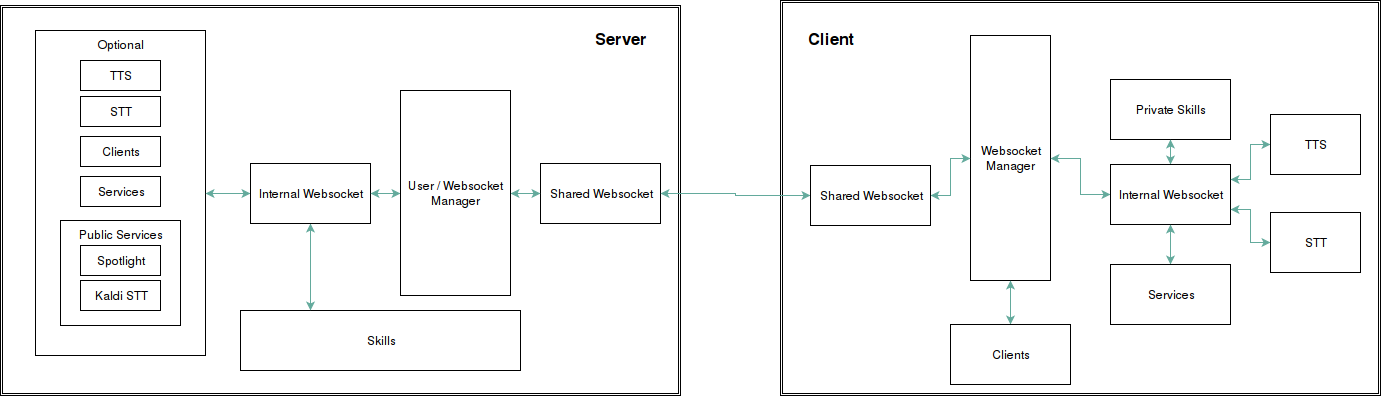 Server
Optional
TTS
STT
Clients
Services
Public Services
Spotlight
Kaldi STT
Internal Websocket
User / Websocket
Manager
Shared Websocket
Skills
Client
Shared Websocket
Websocket
Manager
Clients
Private Skills
Internal Websocket
Services
TTS
STT